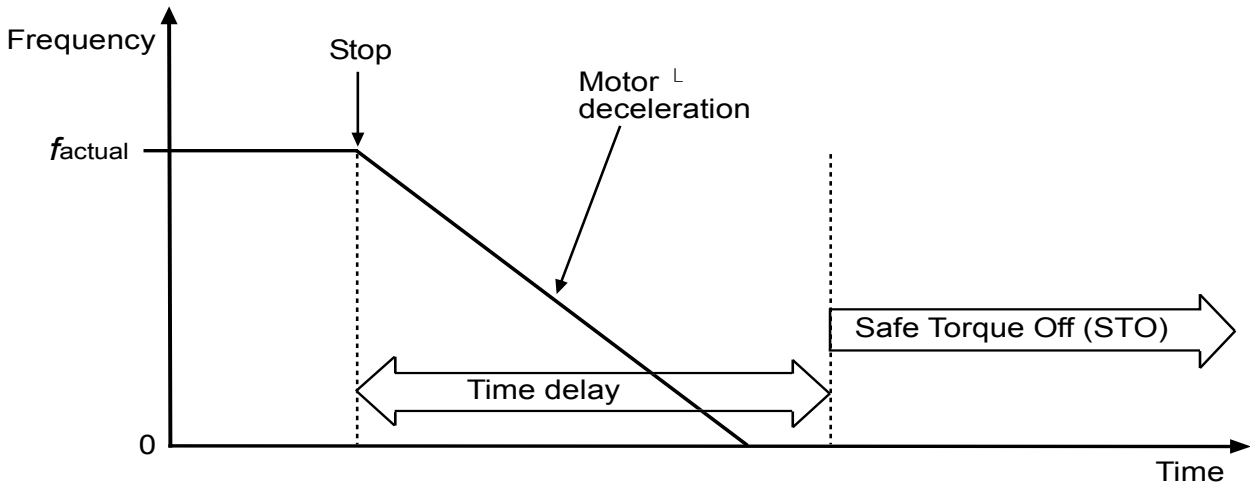 Frequency
Stop
Motor └
deceleration
factual
Safe Torque Off (STO)
Time delay
0
Time